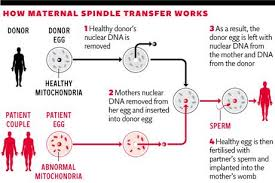 HOW MATERNAL SPINDLE TRANSFER WORKS
DONOR
DONOR
EGG
HEALTHY
MITOCHONDRIA
1 Healthy donor's
nuclear DNA is
removed
3 As a result, the
donor egg is left with
nuclear DNA from
the mother and DNA
from the donor
PATIENT
COUPLE
PATIENT
EGG
ABNORMAL
MITOCHONDRIA
2 Mothers nuclear
DNA removed from
her egg and inserted
into donor egg
SPERM
4 Healthy egg is then
fertilised with
partner's sperm and
implanted into the
mother's womb